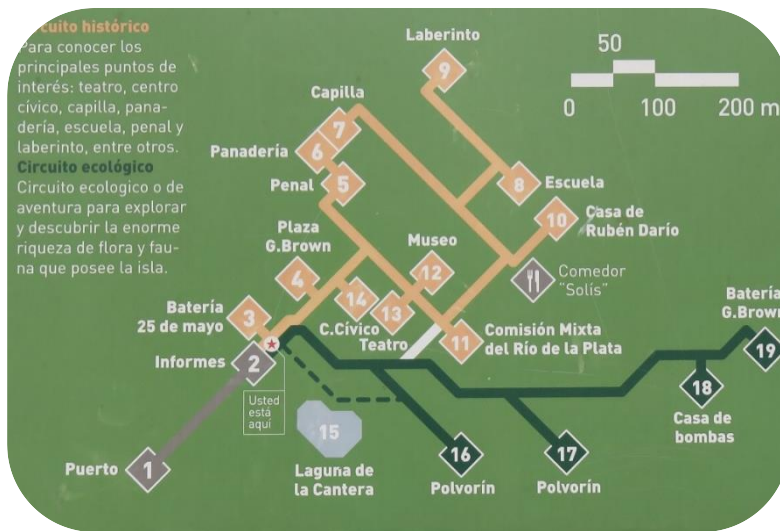 Circuito histórico
Para conocer los
principales puntos de
interés: teatro, centro
cívico, capilla, pana-
dería, escuela, penal y
laberinto, entre otros.
Circuito ecológico
Circuito ecologico o de
aventura para explorar
y descubrir la enorme
riqueza de flora y fau-
na que posee la isla.
Laberinto
9
50
0 100 200 m
Capilla
7
Panadería 6
Penal 5
8 Escuela
10 Casa de
Rubén Darío
Plaza
G.Brown
4
Museo
12
Comedor
"Solís"
Batería
25 de mayo
3
14
C.Cívico
13
Teatro
11 Comisión Mixta
del Río de la Plata
Batería
G.Brown
19
Informes 2
Usted
está
aquí
18
Casa de
bombas
15
Laguna de
la Cantera
16
Polvorín
17
Polvorín
Puerto 1